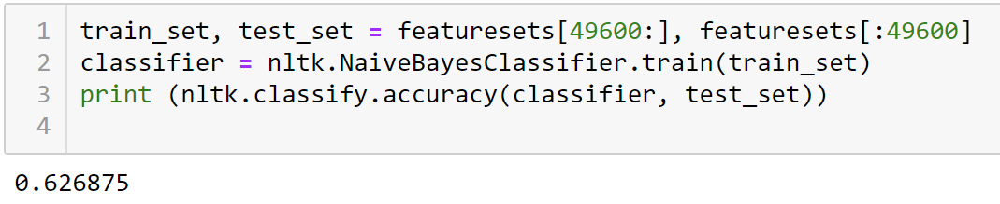 1 train_set, test_set = featuresets[49600:], featuresets[:49600]
2 classifier = nltk.NaiveBayesClassifier.train(train_set)
3 print (nltk.classify.accuracy(classifier, test_set))
4
0.626875